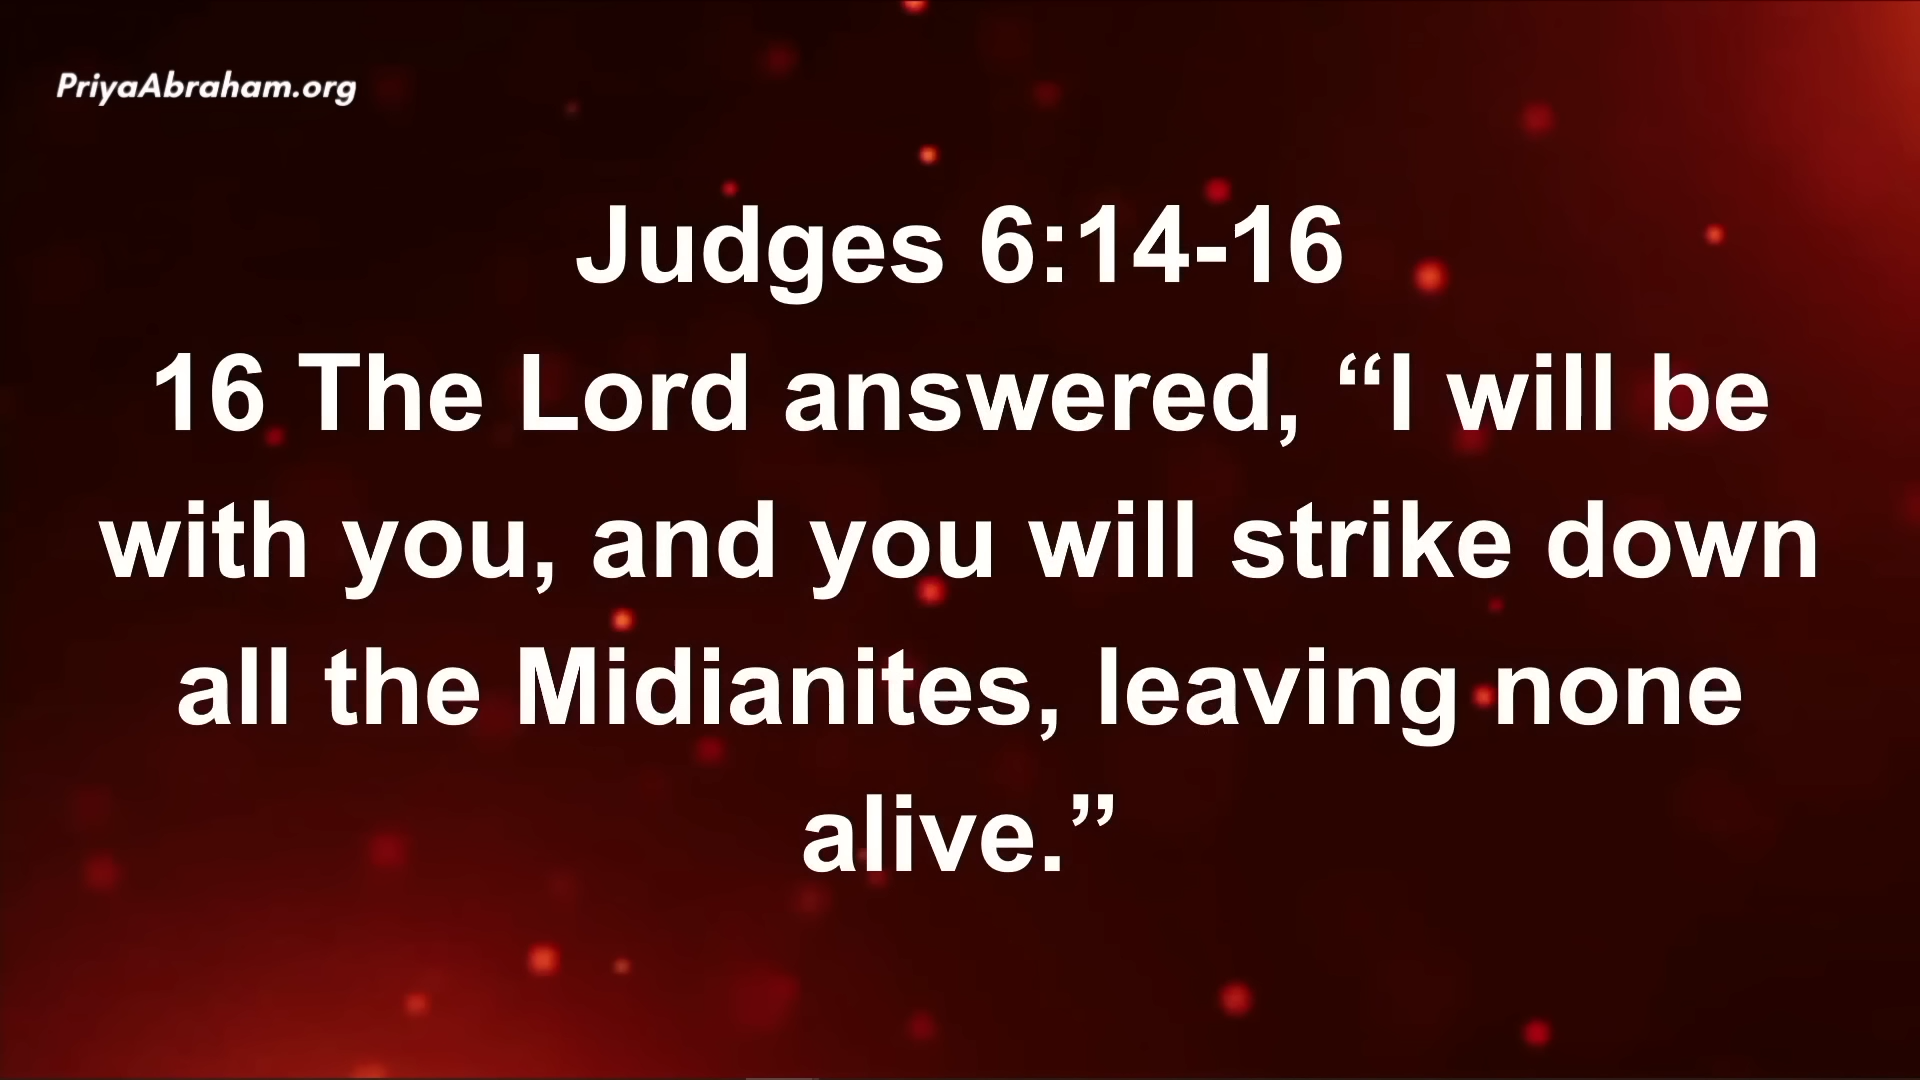 PriyaAbraham.org
Judges 6:14-16
16 The Lord answered, “I will be
with you, and you will strike down
all the Midianites, leaving none
alive.”